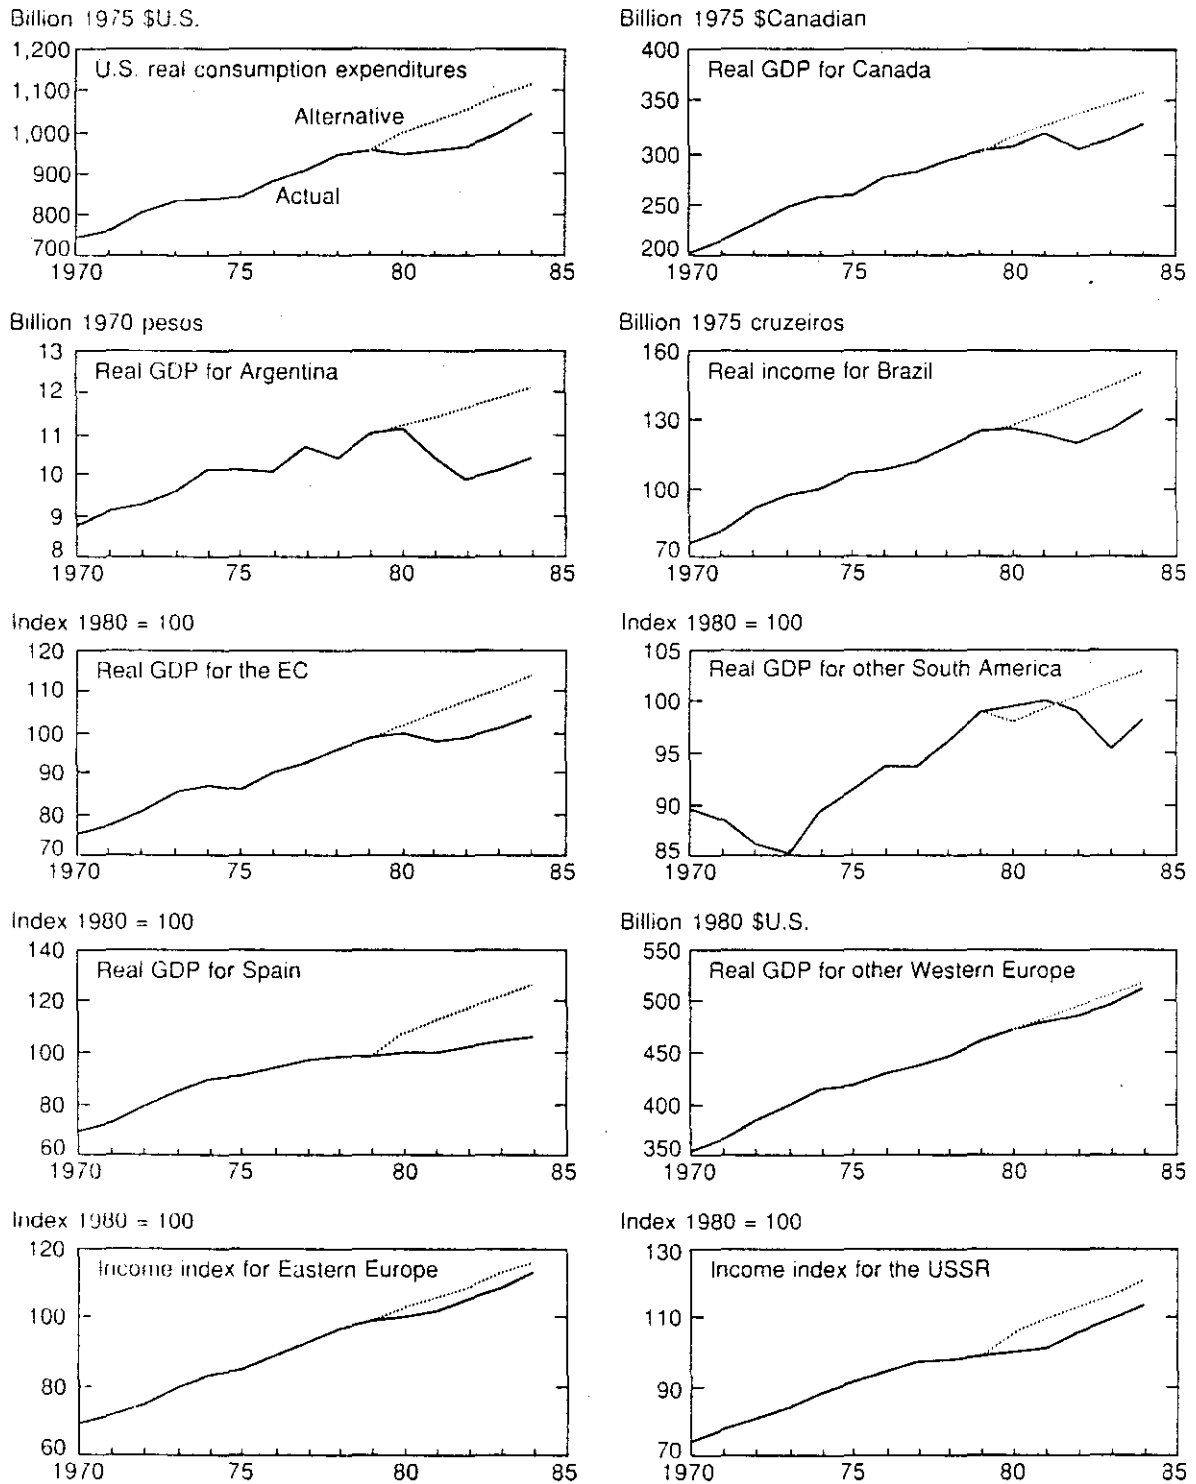 Billion 1975 $U.S.
1,200
1,100
1,000
900
800
700
U.S. real consumption expenditures
Alternative
Actual
1970 75 80 85
Billion 1975 $Canadian
400
350
300
250
200
Real GDP for Canada
1970 75 80 85
Billion 1970 pesos
13
12
11
10
9
8
Real GDP for Argentina
1970 75 80 85
Billion 1975 cruzeiros
160
130
100
70
Real income for Brazil
1970 75 80 85
Index 1980 = 100
120
110
100
90
80
70
Real GDP for the EC
1970 75 80 85
Index 1980 = 100
105
100
95
90
85
Real GDP for other South America
1970 75 80 85
Index 1980 = 100
140
120
100
80
60
Real GDP for Spain
1970 75 80 85
Billion 1980 $U.S.
550
500
450
400
350
Real GDP for other Western Europe
1970 75 80 85
Index 1980 = 100
120
100
80
60
Income index for Eastern Europe
1970 75 80 85
Index 1980 = 100
130
110
90
70
Income index for the USSR
1970 75 80 85